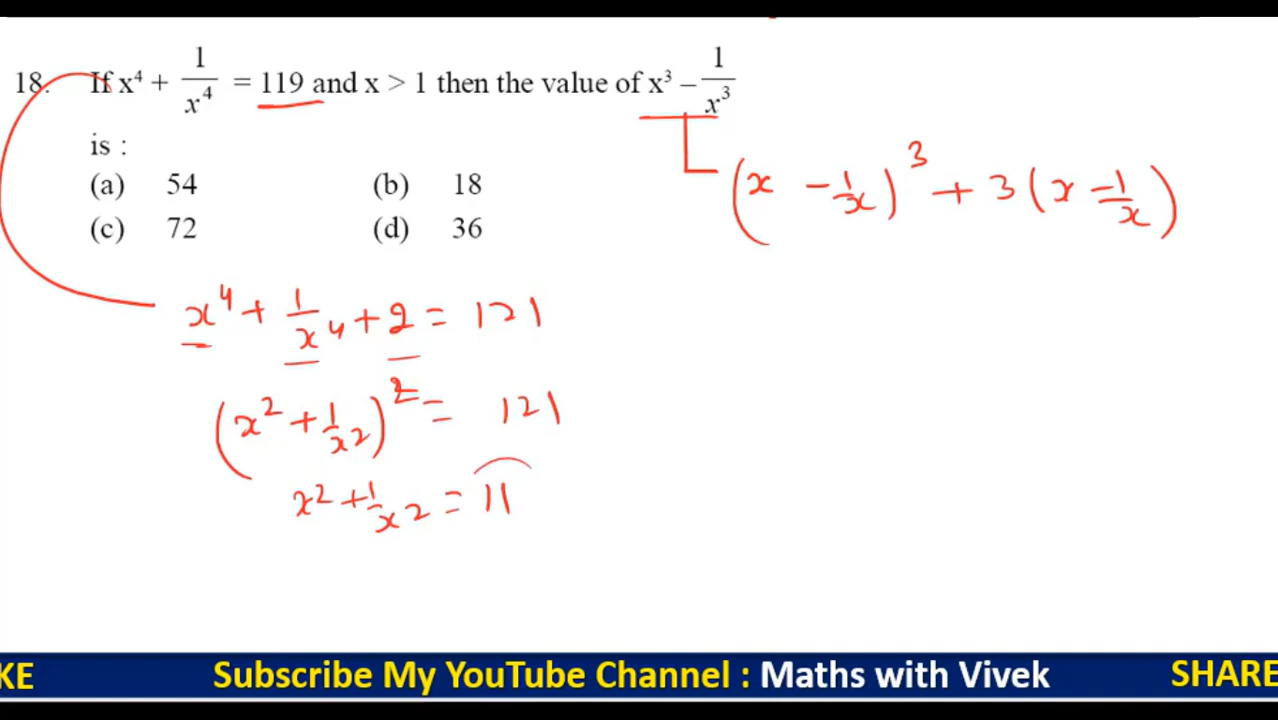 18. If x⁴ + 1/x⁴ = 119 and x > 1 then the value of x³ – 1/x³
is :
(a) 54 (b) 18
(c) 72 (d) 36
(x - 1/x)³ + 3(x - 1/x)
x⁴ + 1/x⁴ + 2 = 121
(x² + 1/x²)² = 121
x² + 1/x² = 11
KE Subscribe My YouTube Channel : Maths with Vivek SHARE